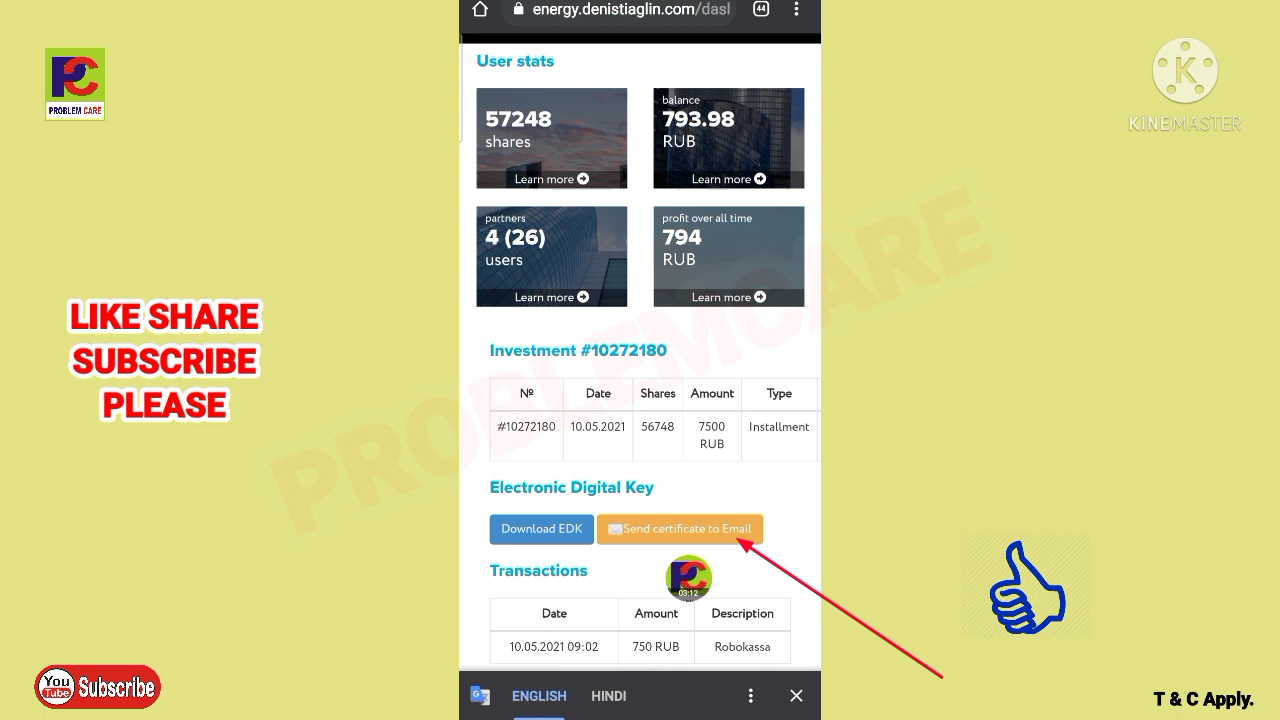 energy.denistiaglin.com/dasl
44
PC
PROBLEM CARE
KINEMASTER
User stats
57248
shares
Learn more
balance
793.98
RUB
Learn more
partners
4 (26)
users
Learn more
profit over all time
794
RUB
Learn more
LIKE SHARE
SUBSCRIBE
PLEASE
PROBLEMCARE
Investment #10272180
№ Date Shares Amount Type
#10272180 10.05.2021 56748 7500 RUB Installment
Electronic Digital Key
Download EDK
Send certificate to Email
Transactions
PC
03:12
Date Amount Description
10.05.2021 09:02 750 RUB Robokassa
You Tube Subscribe
ENGLISH HINDI
T & C Apply.